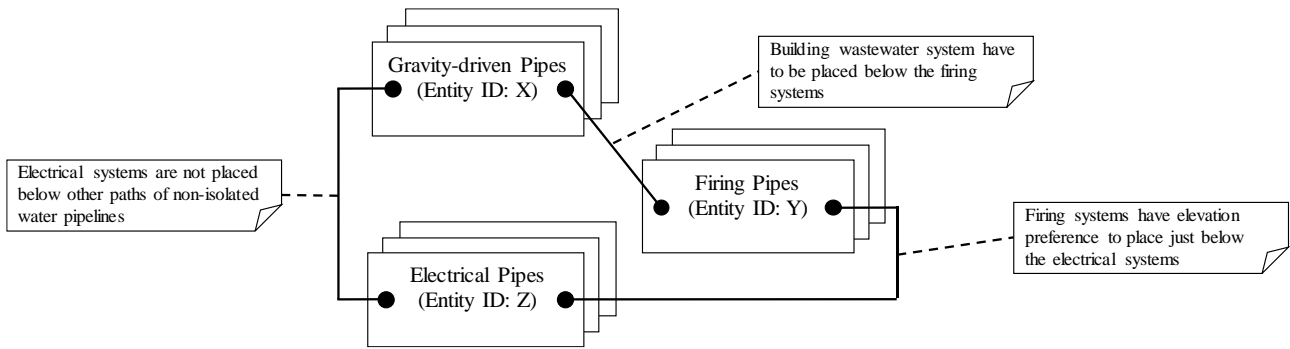 Gravity-driven Pipes
(Entity ID: X)
Building wastewater system have
to be placed below the firing
systems
Electrical systems are not placed
below other paths of non-isolated
water pipelines
Firing Pipes
(Entity ID: Y)
Firing systems have elevation
preference to place just below
the electrical systems
Electrical Pipes
(Entity ID: Z)